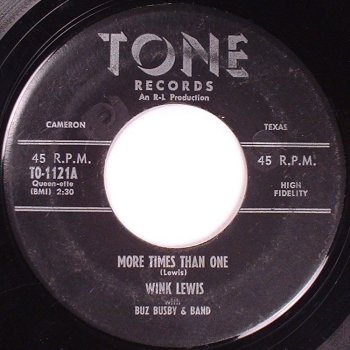 TONE
RECORDS
An R-L Production
CAMERON TEXAS
45 R.P.M. 45 R.P.M.
TO-1121A
Queen-ette
(BMI) 2:30
HIGH
FIDELITY
MORE TIMES THAN ONE
(Lewis)
WINK LEWIS
with
BUZ BUSBY & BAND